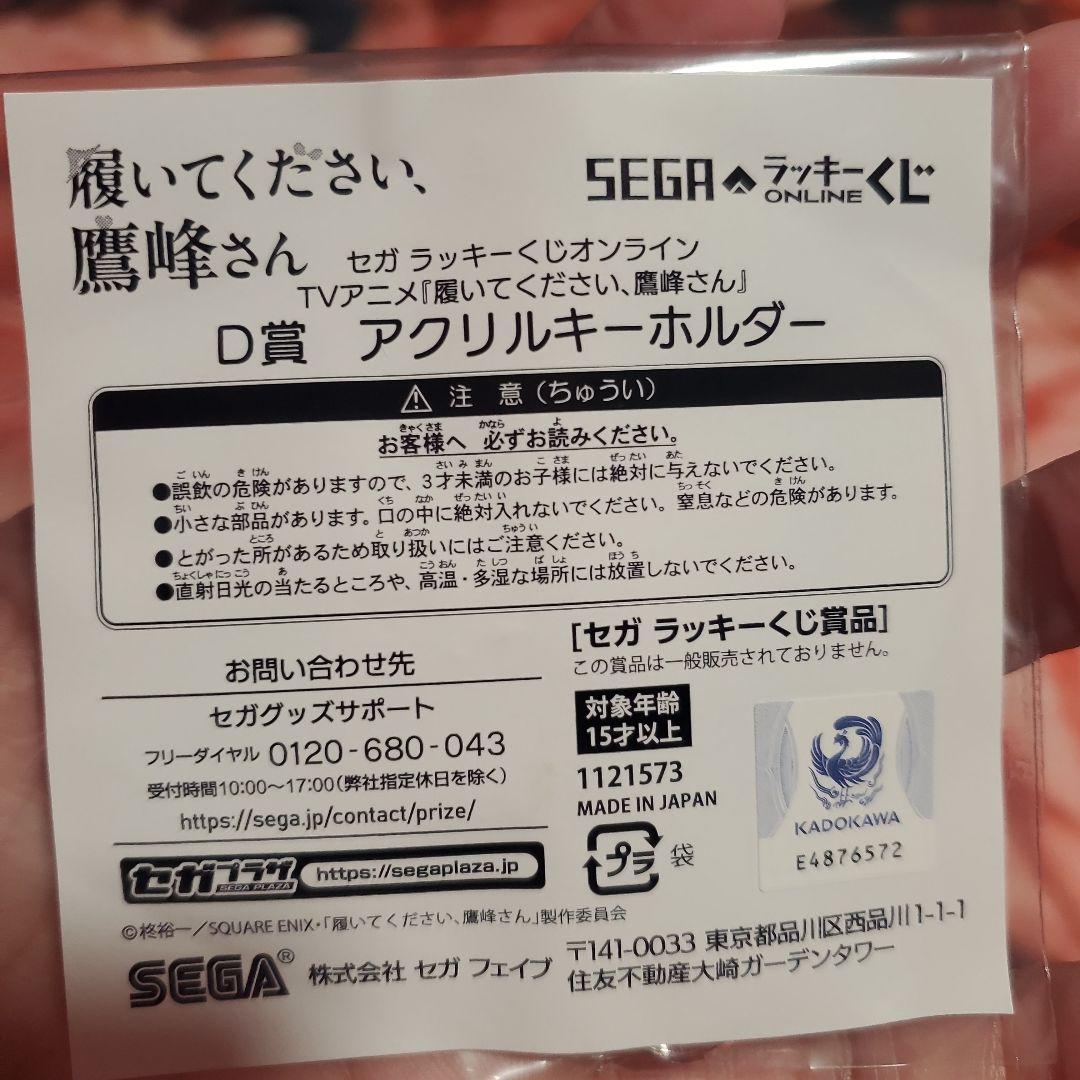 履いてください、
鷹峰さん
SEGA ラッキーくじ
ONLINE
セガ ラッキーくじオンライン
TVアニメ『履いてください、鷹峰さん』
D賞 アクリルキーホルダー
注意(ちゅうい)
お客様へ 必ずお読みください。
●誤飲の危険がありますので、3才未満のお子様には絶対に与えないでください。
●小さな部品があります。口の中に絶対入れないでください。窒息などの危険があります。
●とがった所があるため取り扱いにはご注意ください。
●直射日光の当たるところや、高温・多湿な場所には放置しないでください。
お問い合わせ先
セガグッズサポート
フリーダイヤル 0120-680-043
受付時間10:00〜17:00(弊社指定休日を除く)
https://sega.jp/contact/prize/
セガプラザ
SEGA PLAZA
https://segaplaza.jp
[セガ ラッキーくじ賞品]
この賞品は一般販売されておりません。
対象年齢
15才以上
1121573
MADE IN JAPAN
プラ 袋
KADOKAWA
E4876572
©柊裕一/SQUARE ENIX・「履いてください、鷹峰さん」製作委員会
SEGA® 株式会社 セガ フェイブ
〒141-0033 東京都品川区西品川1-1-1
住友不動産大崎ガーデンタワー